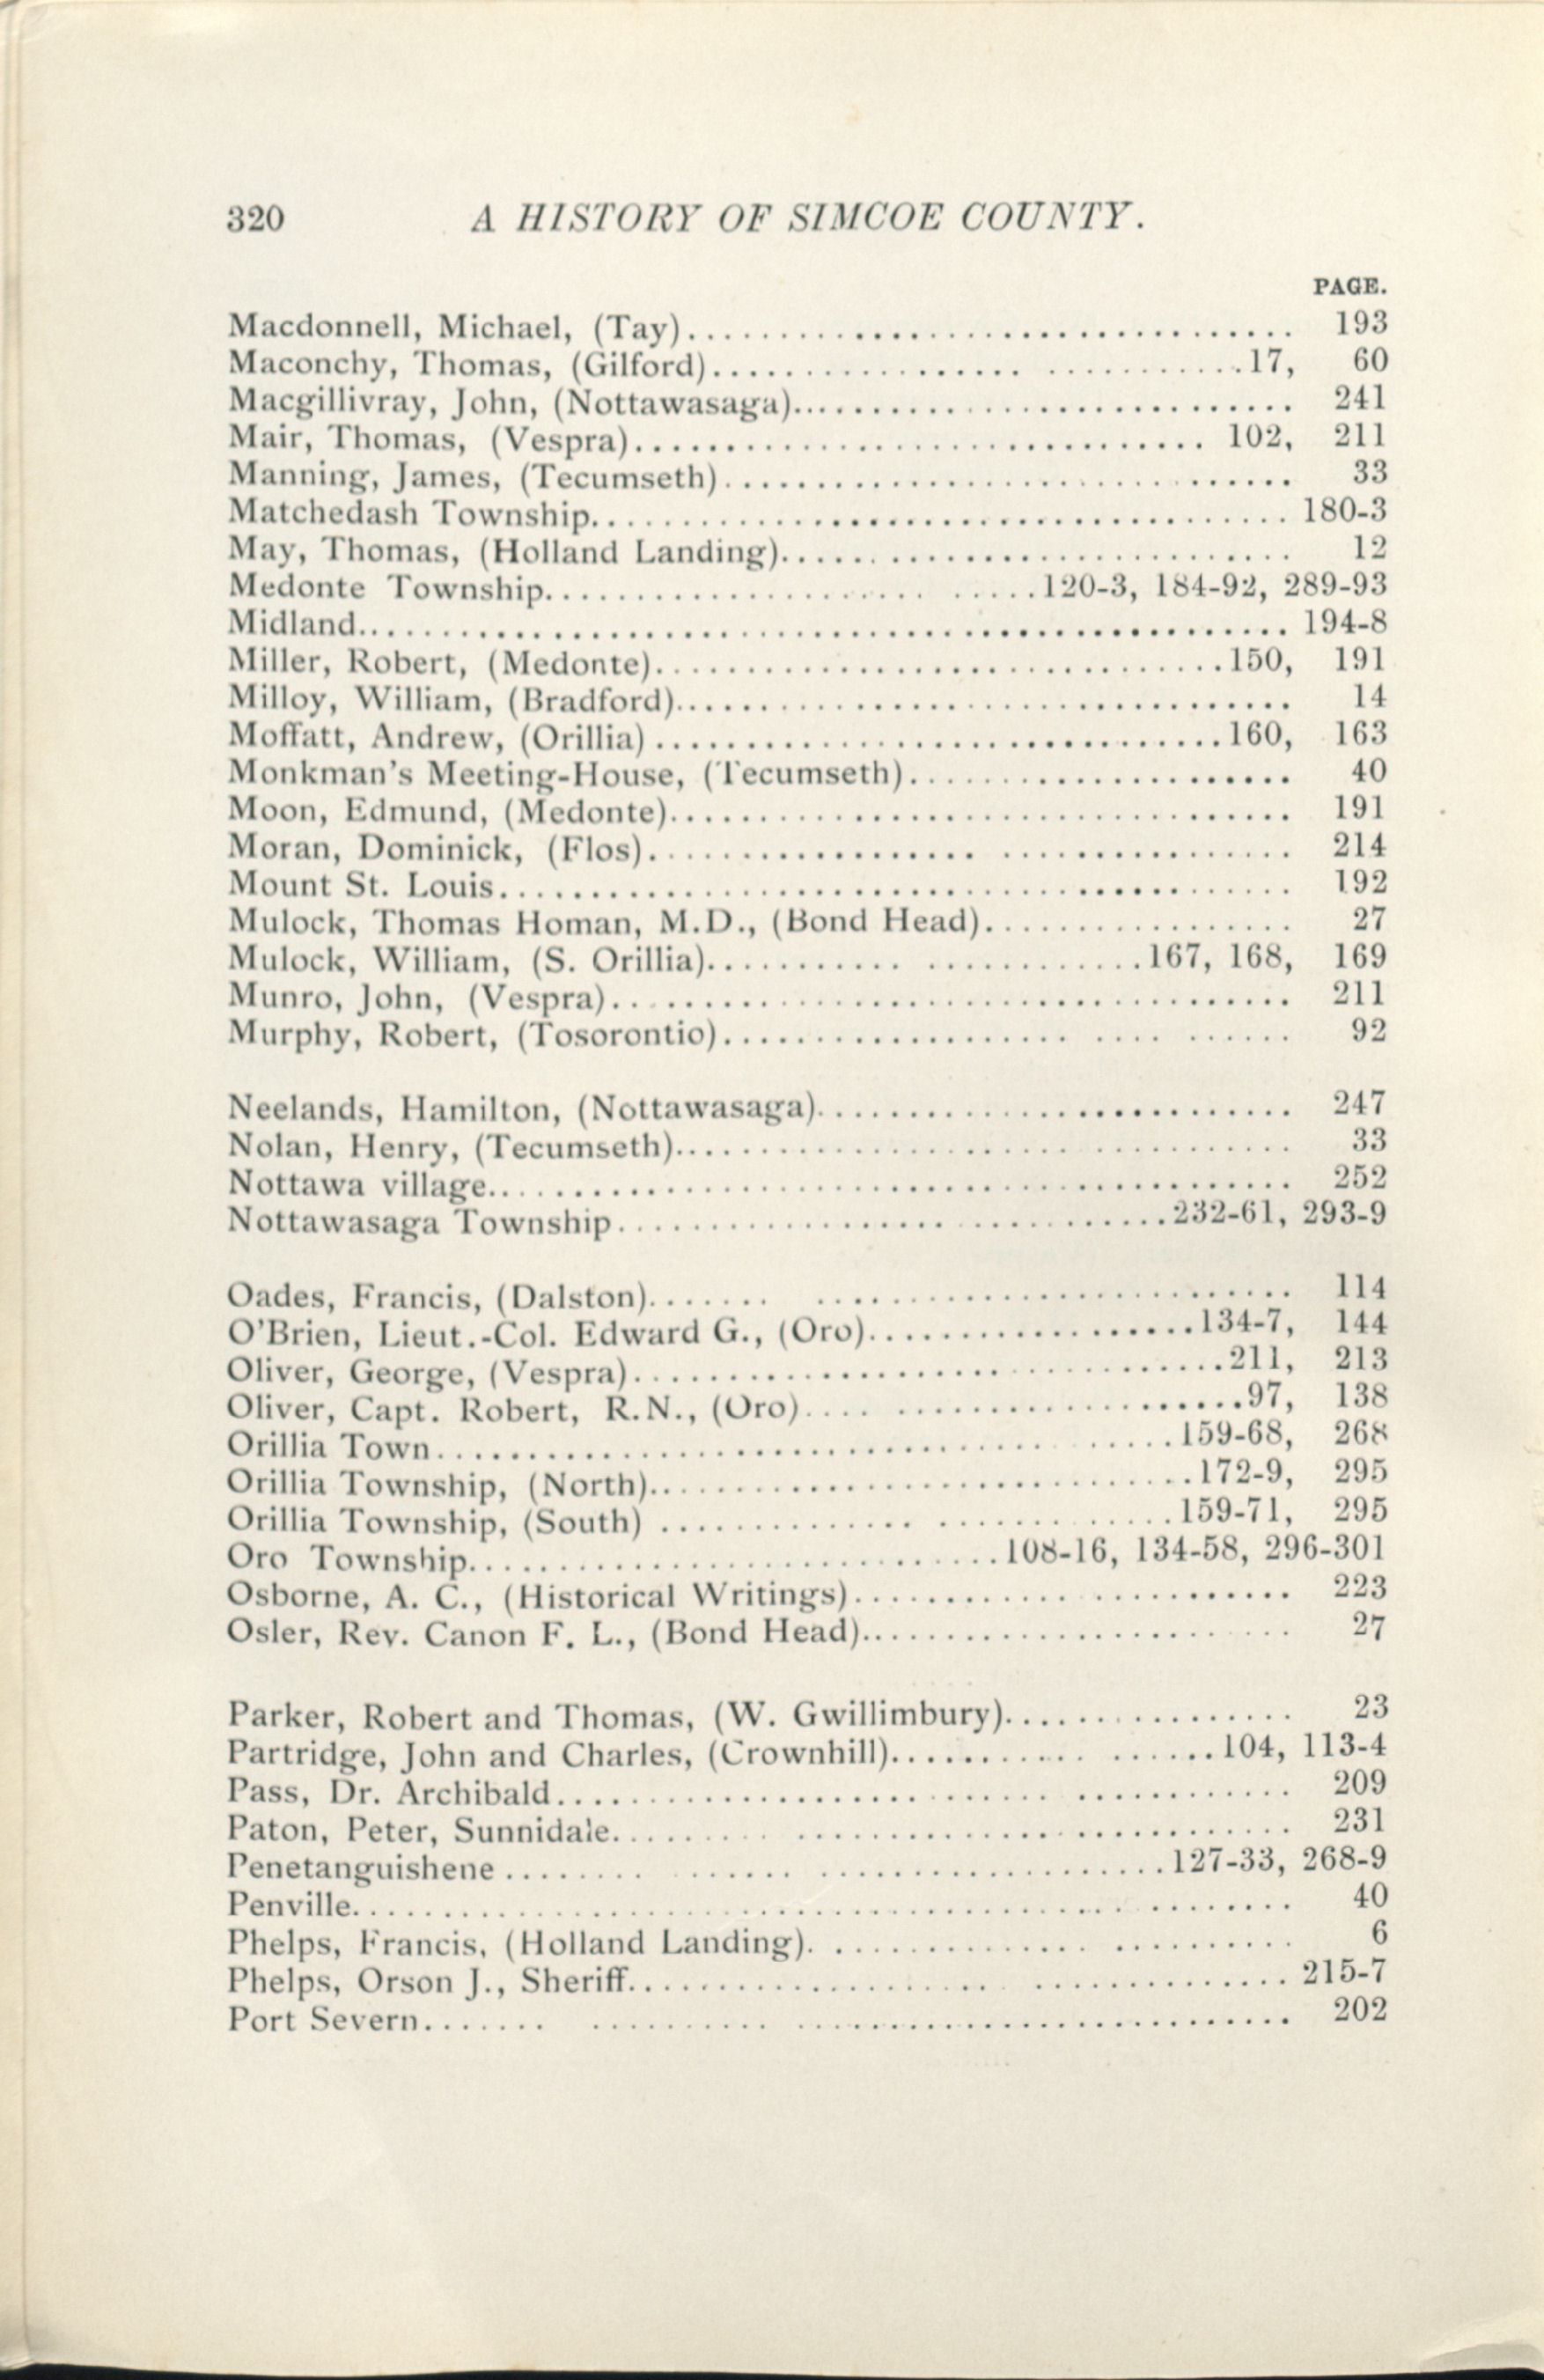 320 A HISTORY OF SIMCOE COUNTY.
PAGE.
Macdonnell, Michael, (Tay) 193
Maconchy, Thomas, (Gilford) 17, 60
Macgillivray, John, (Nottawasaga) 241
Mair, Thomas, (Vespra) 102, 211
Manning, James, (Tecumseth) 33
Matchedash Township 180-3
May, Thomas, (Holland Landing) 12
Medonte Township 120-3, 184-92, 289-93
Midland 194-8
Miller, Robert, (Medonte) 150, 191
Milloy, William, (Bradford) 14
Moffatt, Andrew, (Orillia) 160, 163
Monkman's Meeting-House, (Tecumseth) 40
Moon, Edmund, (Medonte) 191
Moran, Dominick, (Flos) 214
Mount St. Louis 192
Mulock, Thomas Homan, M.D., (Bond Head) 27
Mulock, William, (S. Orillia) 167, 168, 169
Munro, John, (Vespra) 211
Murphy, Robert, (Tosorontio) 92
Neelands, Hamilton, (Nottawasaga) 247
Nolan, Henry, (Tecumseth) 33
Nottawa village 252
Nottawasaga Township 232-61, 293-9
Oades, Francis, (Dalston) 114
O'Brien, Lieut.-Col. Edward G., (Oro) 134-7, 144
Oliver, George, (Vespra) 211, 213
Oliver, Capt. Robert, R.N., (Oro) 97, 138
Orillia Town 159-68, 268
Orillia Township, (North) 172-9, 295
Orillia Township, (South) 159-71, 295
Oro Township 108-16, 134-58, 296-301
Osborne, A. C., (Historical Writings) 223
Osler, Rev. Canon F. L., (Bond Head) 27
Parker, Robert and Thomas, (W. Gwillimbury) 23
Partridge, John and Charles, (Crownhill) 104, 113-4
Pass, Dr. Archibald 209
Paton, Peter, Sunnidale 231
Penetanguishene 127-33, 268-9
Penville 40
Phelps, Francis, (Holland Landing) 6
Phelps, Orson J., Sheriff 215-7
Port Severn 202